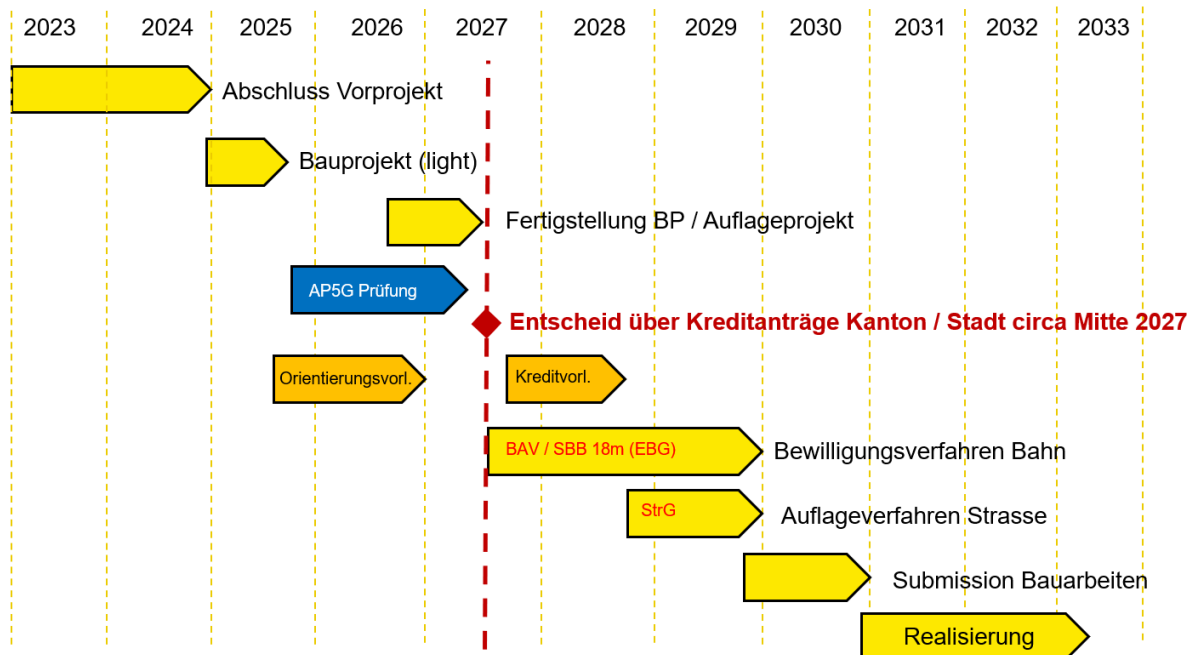 2023 2024 2025 2026 2027 2028 2029 2030 2031 2032 2033
Abschluss Vorprojekt
Bauprojekt (light)
Fertigstellung BP / Auflageprojekt
AP5G Prüfung
Entscheid über Kreditanträge Kanton / Stadt circa Mitte 2027
Orientierungsvorl. Kreditvorl.
BAV / SBB 18m (EBG) Bewilligungsverfahren Bahn
StrG Auflageverfahren Strasse
Submission Bauarbeiten
Realisierung